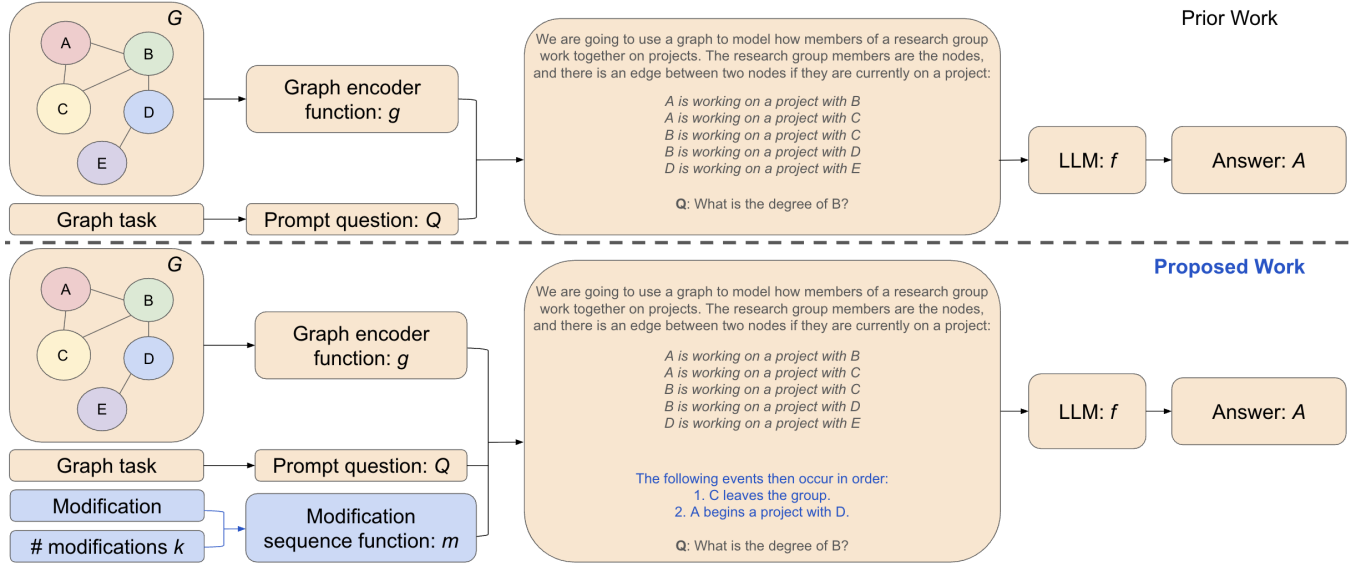 Prior Work
G
A
B
C
D
E
Graph encoder
function: g
Graph task
Prompt question: Q
We are going to use a graph to model how members of a research group
work together on projects. The research group members are the nodes,
and there is an edge between two nodes if they are currently on a project:
A is working on a project with B
A is working on a project with C
B is working on a project with C
B is working on a project with D
D is working on a project with E
Q: What is the degree of B?
LLM: f
Answer: A
Proposed Work
G
A
B
C
D
E
Graph encoder
function: g
Graph task
Prompt question: Q
Modification
# modifications k
Modification
sequence function: m
We are going to use a graph to model how members of a research group
work together on projects. The research group members are the nodes,
and there is an edge between two nodes if they are currently on a project:
A is working on a project with B
A is working on a project with C
B is working on a project with C
B is working on a project with D
D is working on a project with E
The following events then occur in order:
1. C leaves the group.
2. A begins a project with D.
Q: What is the degree of B?
LLM: f
Answer: A